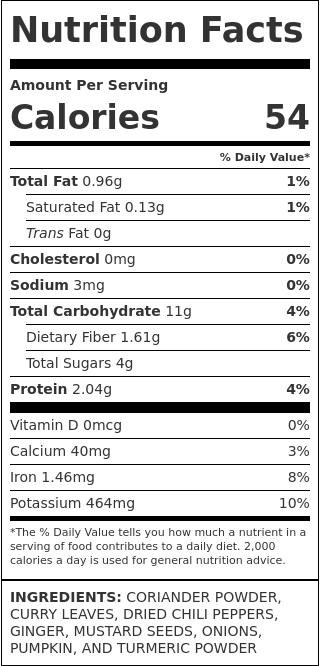 Nutrition Facts
Amount Per Serving
Calories 54
% Daily Value*
Total Fat 0.96g 1%
Saturated Fat 0.13g 1%
Trans Fat 0g
Cholesterol 0mg 0%
Sodium 3mg 0%
Total Carbohydrate 11g 4%
Dietary Fiber 1.61g 6%
Total Sugars 4g
Protein 2.04g 4%
Vitamin D 0mcg 0%
Calcium 40mg 3%
Iron 1.46mg 8%
Potassium 464mg 10%
*The % Daily Value tells you how much a nutrient in a
serving of food contributes to a daily diet. 2,000
calories a day is used for general nutrition advice.
INGREDIENTS: CORIANDER POWDER,
CURRY LEAVES, DRIED CHILI PEPPERS,
GINGER, MUSTARD SEEDS, ONIONS,
PUMPKIN, AND TURMERIC POWDER